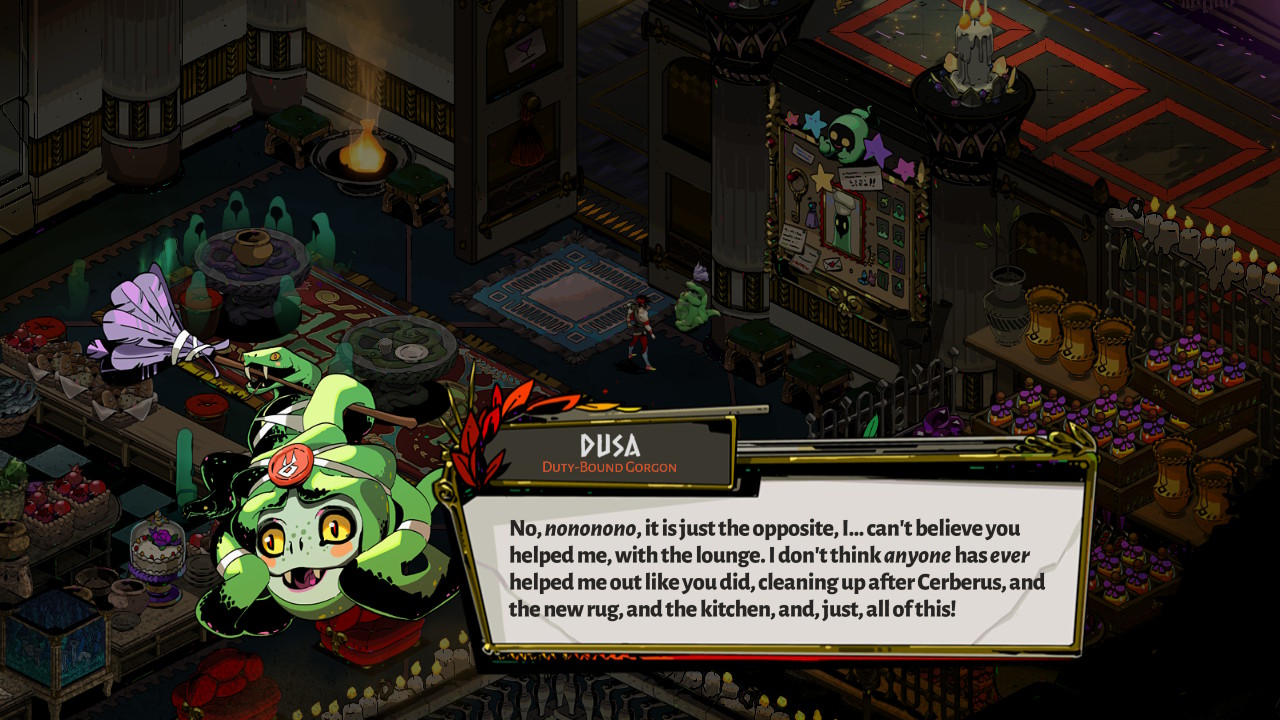 DUSA
Duty-Bound Gorgon
No, nononono, it is just the opposite, I... can't believe you
helped me, with the lounge. I don't think anyone has ever
helped me out like you did, cleaning up after Cerberus, and
the new rug, and the kitchen, and, just, all of this!